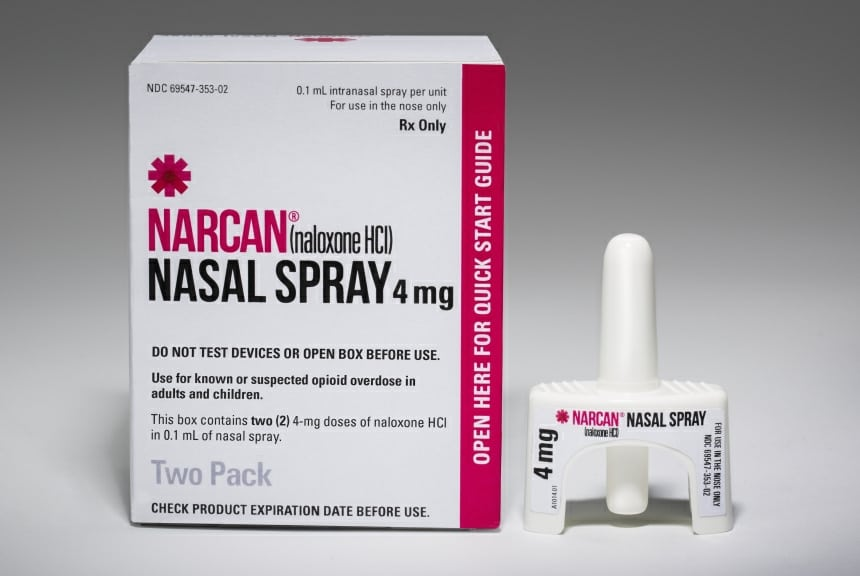 NDC 69547-353-02
0.1 mL intranasal spray per unit
For use in the nose only
Rx Only
NARCAN® (naloxone HCl)
NASAL SPRAY 4 mg
DO NOT TEST DEVICES OR OPEN BOX BEFORE USE.
Use for known or suspected opioid overdose in
adults and children.
This box contains two (2) 4-mg doses of naloxone HCl
in 0.1 mL of nasal spray.
Two Pack
CHECK PRODUCT EXPIRATION DATE BEFORE USE.
OPEN HERE FOR QUICK START GUIDE
NARCAN® NASAL SPRAY
(naloxone HCl)
4 mg
A1014.01
FOR USE IN THE NOSE ONLY
NDC 69547-353-02